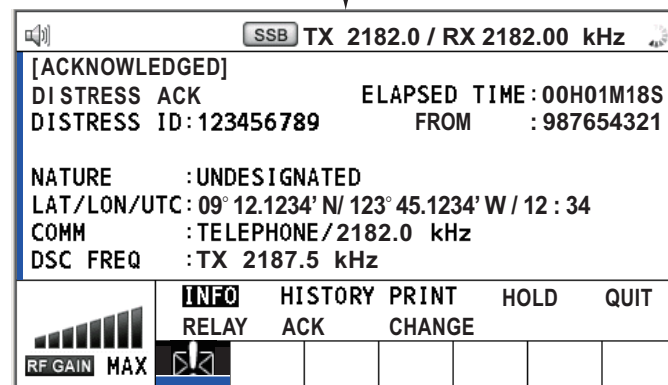 SSB TX 2182.0 / RX 2182.00 kHz
[ACKNOWLEDGED]
DISTRESS ACK ELAPSED TIME:00H01M18S
DISTRESS ID:123456789 FROM :987654321
NATURE :UNDESIGNATED
LAT/LON/UTC: 09° 12.1234' N/ 123° 45.1234' W / 12 : 34
COMM :TELEPHONE/2182.0 kHz
DSC FREQ :TX 2187.5 kHz
INFO HISTORY PRINT HOLD QUIT
RELAY ACK CHANGE
RF GAIN MAX